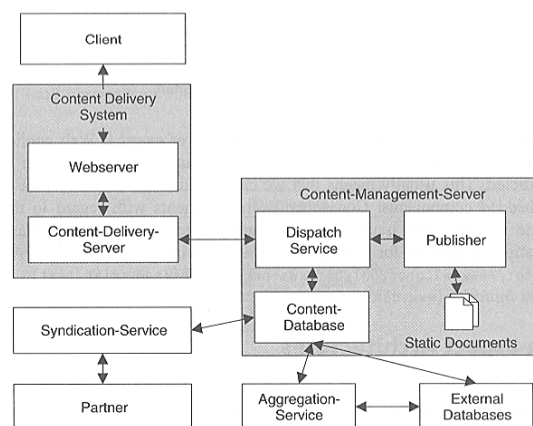 Client
Content Delivery
System
Webserver
Content-Delivery-
Server
Content-Management-Server
Dispatch
Service
Publisher
Content-
Database
Static Documents
Syndication-Service
Partner
Aggregation-
Service
External
Databases